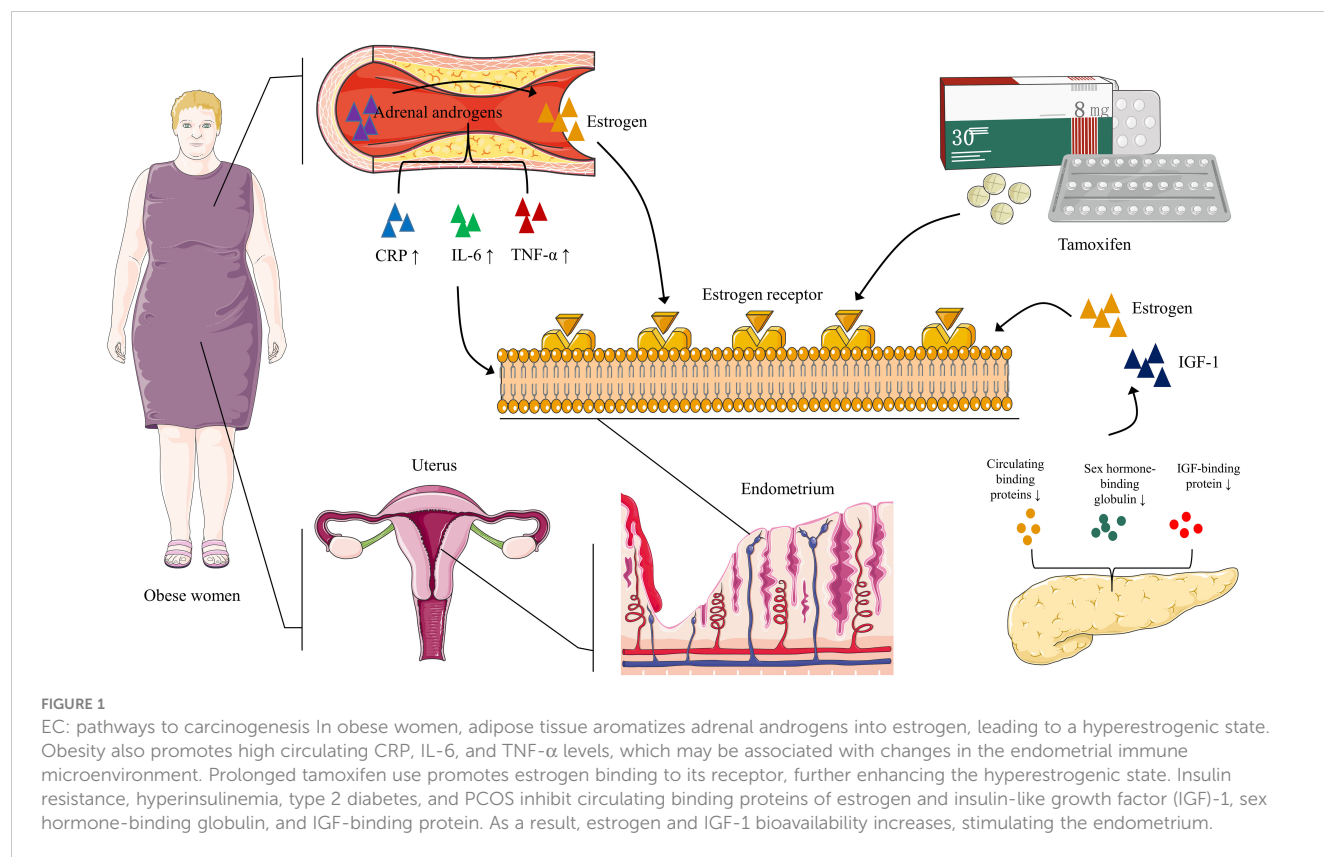 Adrenal androgens
Estrogen
CRP ↑
IL-6 ↑
TNF-α ↑
30
8 mg
Tamoxifen
Estrogen receptor
Estrogen
IGF-1
Circulating
binding
proteins ↓
Sex hormone-
binding
globulin ↓
IGF-binding
protein ↓
Obese women
Uterus
Endometrium
FIGURE 1
EC: pathways to carcinogenesis In obese women, adipose tissue aromatizes adrenal androgens into estrogen, leading to a hyperestrogenic state.
Obesity also promotes high circulating CRP, IL-6, and TNF-α levels, which may be associated with changes in the endometrial immune
microenvironment. Prolonged tamoxifen use promotes estrogen binding to its receptor, further enhancing the hyperestrogenic state. Insulin
resistance, hyperinsulinemia, type 2 diabetes, and PCOS inhibit circulating binding proteins of estrogen and insulin-like growth factor (IGF)-1, sex
hormone-binding globulin, and IGF-binding protein. As a result, estrogen and IGF-1 bioavailability increases, stimulating the endometrium.